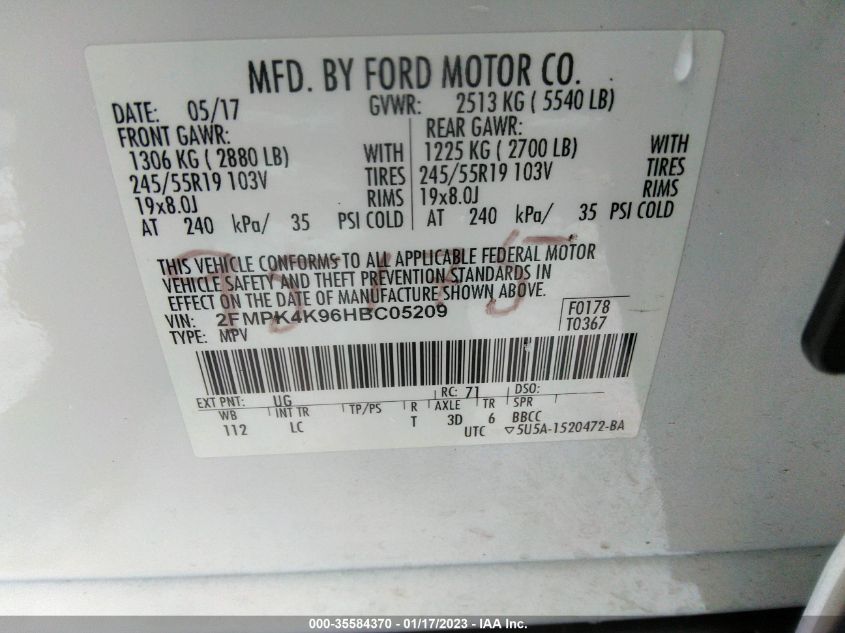 MFD. BY FORD MOTOR CO.
DATE: 05/17 GVWR: 2513 KG ( 5540 LB)
FRONT GAWR: REAR GAWR:
1306 KG ( 2880 LB) WITH 1225 KG ( 2700 LB) WITH
245/55R19 103V TIRES 245/55R19 103V TIRES
19x8.0J RIMS 19x8.0J RIMS
AT 240 kPa/ 35 PSI COLD AT 240 kPa/ 35 PSI COLD
THIS VEHICLE CONFORMS TO ALL APPLICABLE FEDERAL MOTOR
VEHICLE SAFETY AND THEFT PREVENTION STANDARDS IN
EFFECT ON THE DATE OF MANUFACTURE SHOWN ABOVE.
VIN: 2FMPK4K96HBC05209 F0178
TYPE: MPV T0367
EXT PNT: UG RC: 71 DSO:
WB INT TR TP/PS R AXLE TR SPR
112 LC T 3D 6 BBCC
UTC ▽5U5A-1520472-BA
000-35584370 - 01/17/2023 - IAA Inc.